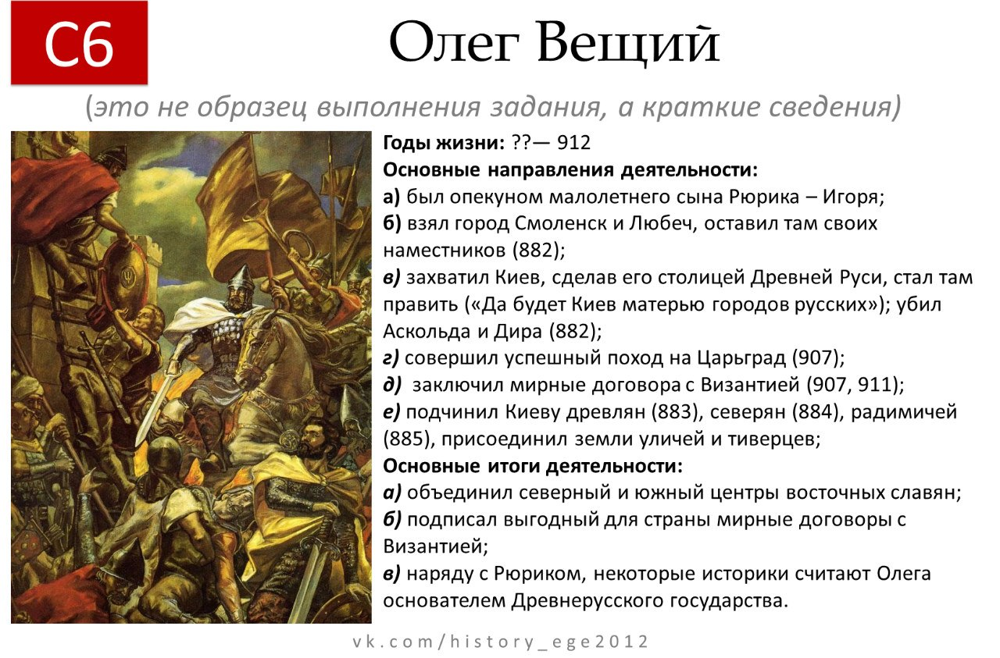 С6
Олег Вещий
(это не образец выполнения задания, а краткие сведения)
Годы жизни: ??— 912
Основные направления деятельности:
а) был опекуном малолетнего сына Рюрика – Игоря;
б) взял город Смоленск и Любеч, оставил там своих
наместников (882);
в) захватил Киев, сделав его столицей Древней Руси, стал там
править («Да будет Киев матерью городов русских»); убил
Аскольда и Дира (882);
г) совершил успешный поход на Царьград (907);
д) заключил мирные договора с Византией (907, 911);
е) подчинил Киеву древлян (883), северян (884), радимичей
(885), присоединил земли уличей и тиверцев;
Основные итоги деятельности:
а) объединил северный и южный центры восточных славян;
б) подписал выгодный для страны мирные договоры с
Византией;
в) наряду с Рюриком, некоторые историки считают Олега
основателем Древнерусского государства.
vk.com/history_ege2012